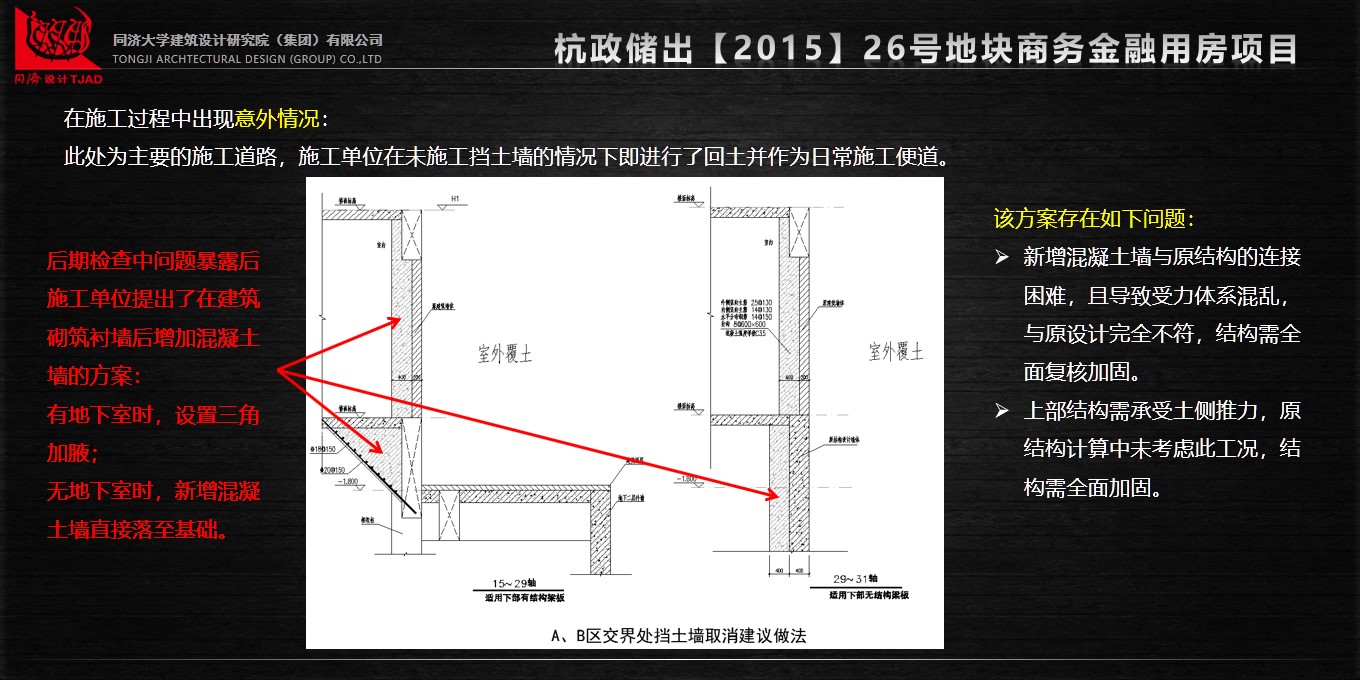 同济大学建筑设计研究院（集团）有限公司
TONGJI ARCHTECTURAL DESIGN (GROUP) CO.,LTD
同济设计TJAD
杭政储出【2015】26号地块商务金融用房项目
在施工过程中出现意外情况：
此处为主要的施工道路，施工单位在未施工挡土墙的情况下即进行了回土并作为日常施工便道。
后期检查中问题暴露后
施工单位提出了在建筑
砌筑衬墙后增加混凝土
墙的方案：
有地下室时，设置三角
加腋；
无地下室时，新增混凝
土墙直接落至基础。
H1
室内
室外覆土
400
Φ18@150
Φ20@150
-1.800
地下二层外墙
15~29轴
适用下部有结构梁板
室内
外侧竖向主筋 25@130
内侧竖向主筋 14@130
水平分布钢筋 14@150
拉筋 8@600×600
混凝土强度等级C35
室外覆土
400
原结构设计墙体
-1.800
400
400
29~31轴
适用下部无结构梁板
A、B区交界处挡土墙取消建议做法
该方案存在如下问题：
新增混凝土墙与原结构的连接
困难，且导致受力体系混乱，
与原设计完全不符，结构需全
面复核加固。
上部结构需承受土侧推力，原
结构计算中未考虑此工况，结
构需全面加固。